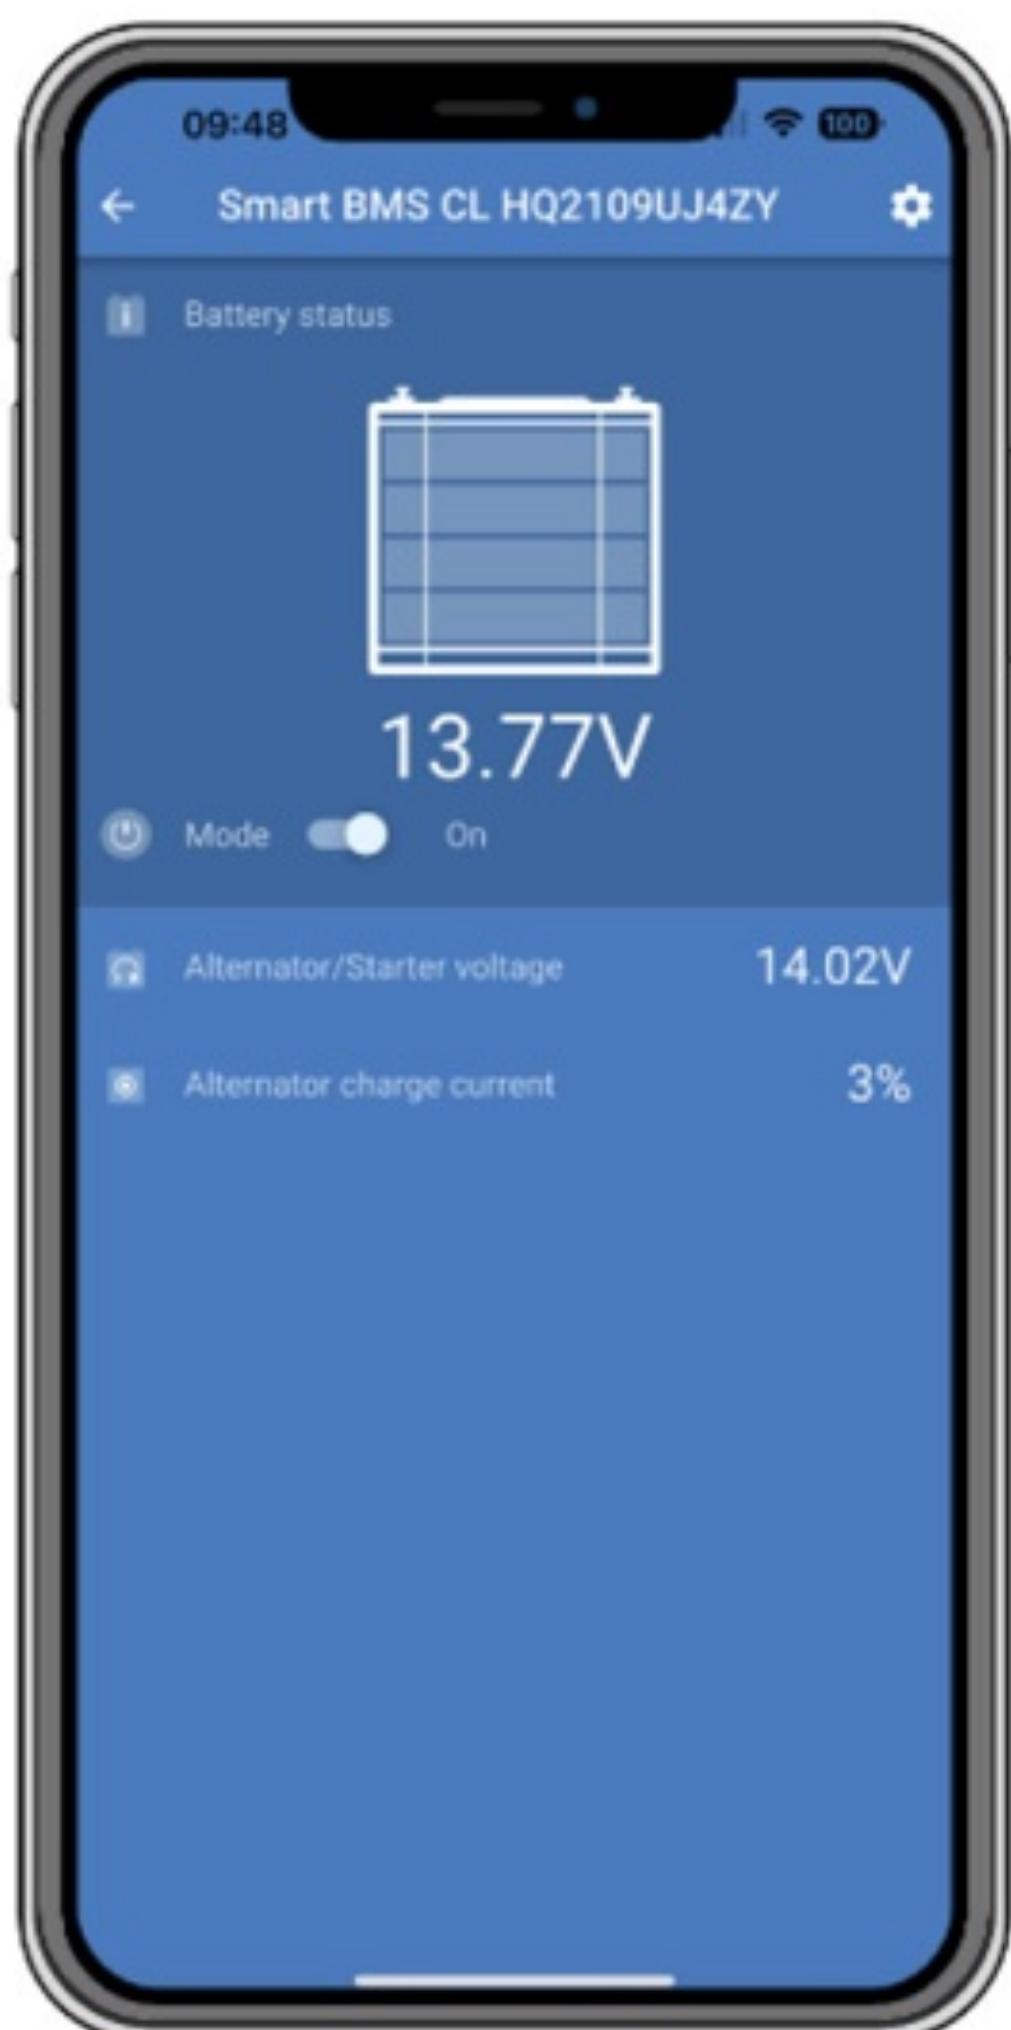 09:48
100
Smart BMS CL HQ2109UJ4ZY
Battery status
13.77V
Mode On
Alternator/Starter voltage 14.02V
Alternator charge current 3%